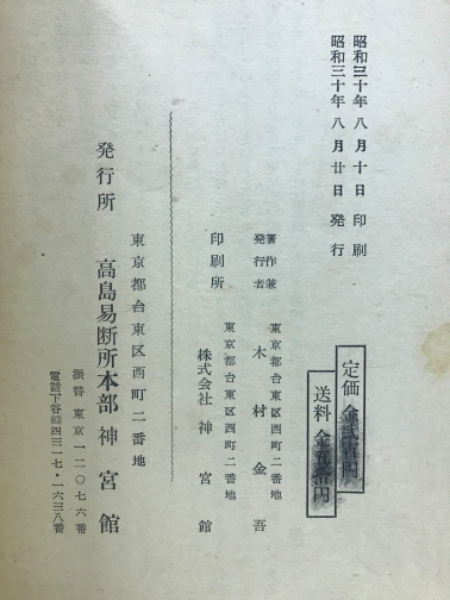 昭和三十年八月十日 印刷
昭和三十年八月廿日 発行
定価
送料
著作兼
発行者
東京都台東区西町二番地
木村金吾
印刷所
東京都台東区西町二番地
株式会社 神宮館
東京都台東区西町二番地
発行所 高島易断所本部 神宮館
振替東京一二〇七六番
電話下谷㈹四三一七・一六三八番